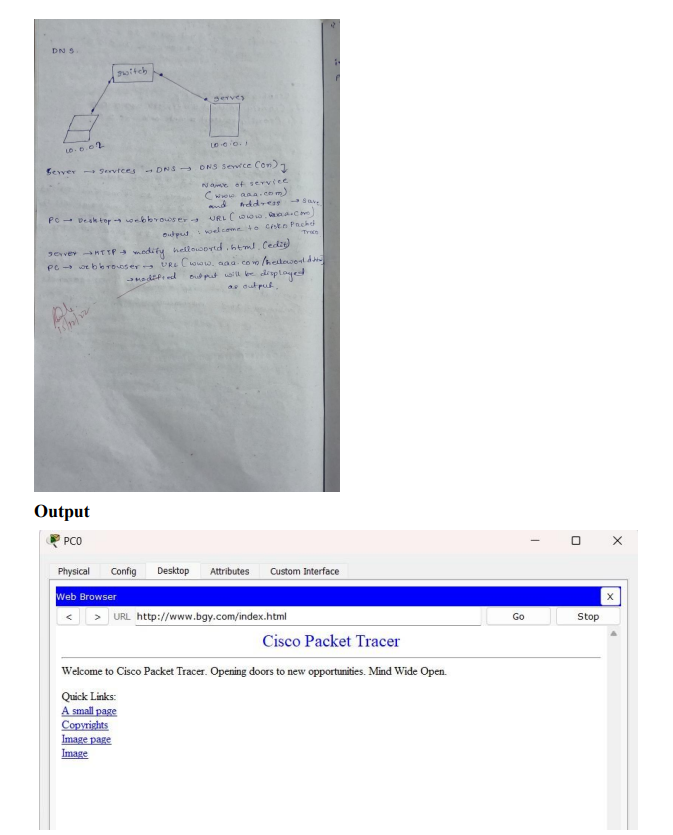 DNS.
Switch
Server
10.0.0.2
10.0.0.1
Server → Services → DNS → DNS Service (on)
Name of service
(www.aaa.com)
and Address → Save
PC → Desktop → webbrowser → URL (www.aaa.com)
output : welcome to Cisco Packet
Server → HTTP → modify helloworld.html (edit)
PC → webbrowser → URL (www.aaa.com/helloworld.html
→ modified output will be displayed
as output.
Output
PC0
Physical Config Desktop Attributes Custom Interface
Web Browser X
< > URL http://www.bgy.com/index.html Go Stop
Cisco Packet Tracer
Welcome to Cisco Packet Tracer. Opening doors to new opportunities. Mind Wide Open.
Quick Links:
A small page
Copyrights
Image page
Image